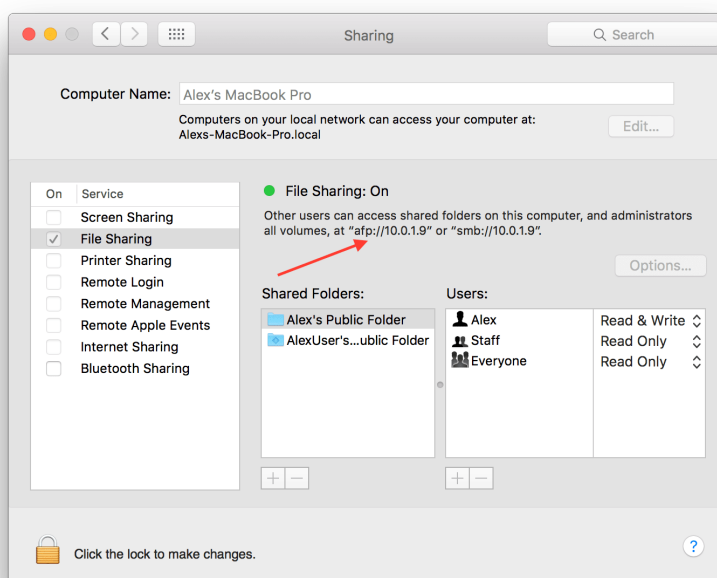 Sharing
Search
Computer Name: Alex’s MacBook Pro
Computers on your local network can access your computer at:
Alexs-MacBook-Pro.local
Edit...
On Service
Screen Sharing
File Sharing
Printer Sharing
Remote Login
Remote Management
Remote Apple Events
Internet Sharing
Bluetooth Sharing
File Sharing: On
Other users can access shared folders on this computer, and administrators
all volumes, at “afp://10.0.1.9” or “smb://10.0.1.9”.
Options...
Shared Folders:
Alex's Public Folder
AlexUser's...ublic Folder
Users:
Alex Read & Write
Staff Read Only
Everyone Read Only
Click the lock to make changes.
?